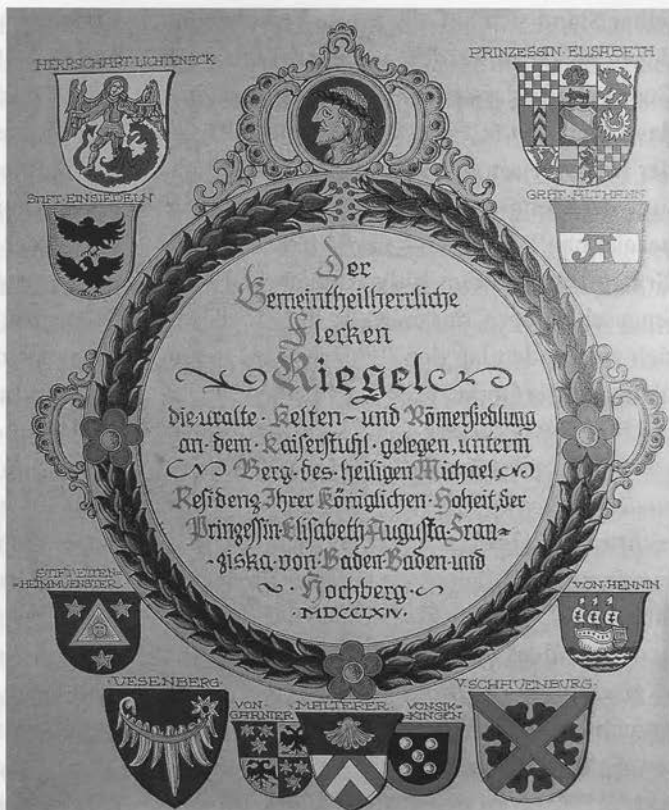 HERRSCHAFT LICHTENECK
PRINZESSIN·ELISABETH
STIFT·EINSIEDELN
GRAF·ALTHANN
Der
Gemeintheilherrliche
Flecken
Riegel
die·uralte·Kelten- und Römersiedlung
an·dem·Kaiserstuhl·gelegen, unterm
Berg·des·heiligen Michael,
Residenz Ihrer Königlichen·Hoheit, der
Prinzessin·Elisabeth Augusta·Fran=
=ziska·von·Baden Baden·und
Hochberg·
·MDCCLXIV·
STIFT ETTEN=
=HEIMMUENSTER
VON·HENNIN
·UESENBERG·
VON·
GARNIER
MALTERER
VON SIK=
KINGEN
V. SCHAUENBURG·
A